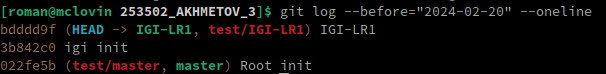 [roman@mclovin 253502_AKHMETOV_3]$ git log --before="2024-02-20" --oneline
bdddd9f (HEAD -> IGI-LR1, test/IGI-LR1) IGI-LR1
3b842c0 igi init
022fe5b (test/master, master) Root init